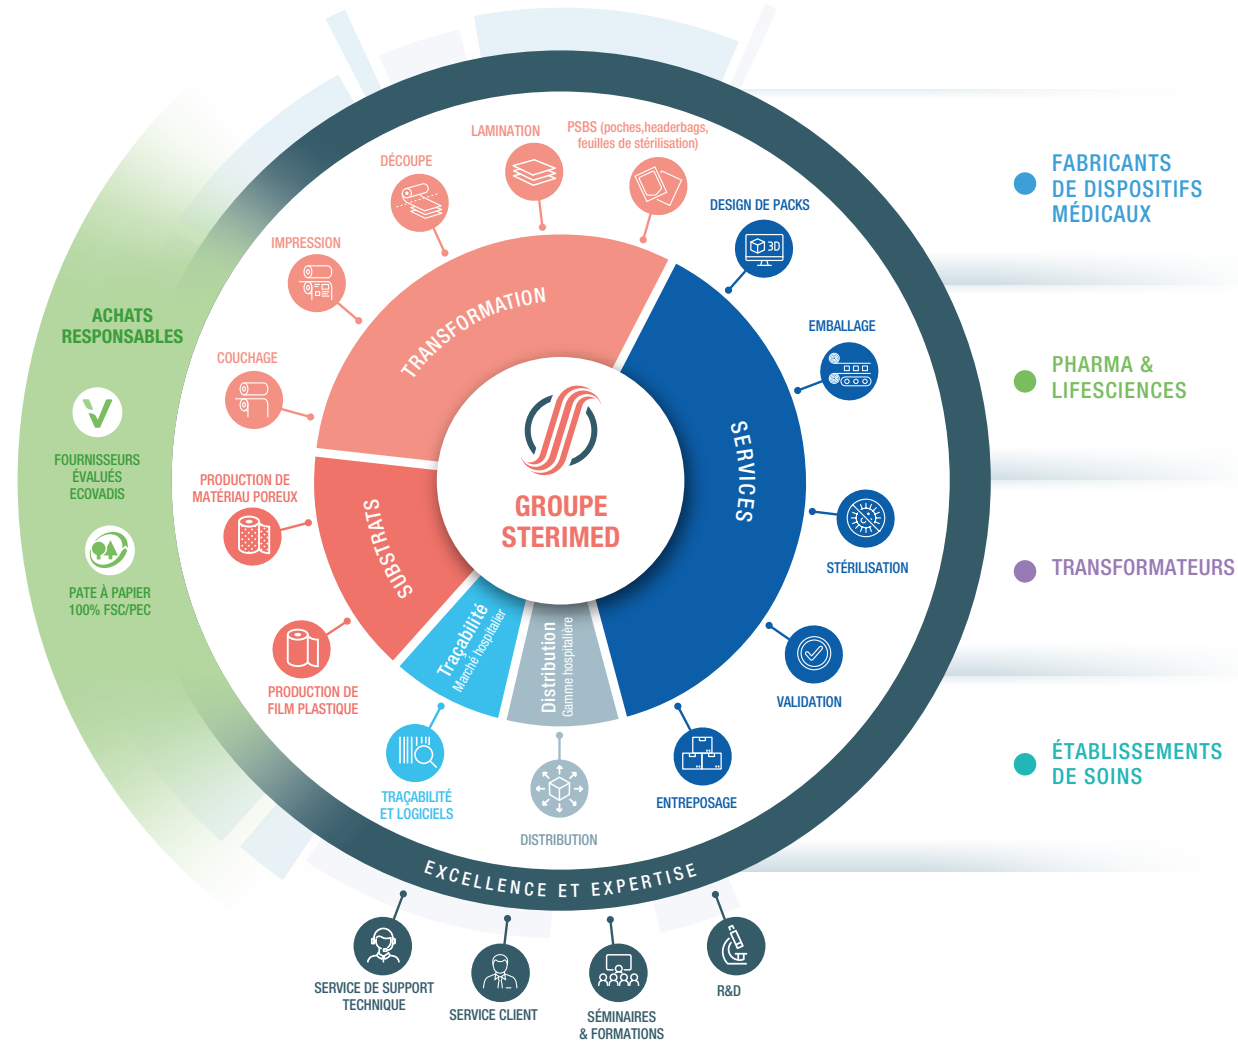 LAMINATION
PSBS (poches,headerbags,
feuilles de stérilisation)
DÉCOUPE
DESIGN DE PACKS
3D
IMPRESSION
EMBALLAGE
COUCHAGE
STÉRILISATION
PRODUCTION DE
MATÉRIAU POREUX
VALIDATION
PRODUCTION DE
FILM PLASTIQUE
ENTREPOSAGE
TRAÇABILITÉ
ET LOGICIELS
DISTRIBUTION
TRANSFORMATION
SERVICES
SUBSTRATS
Traçabilité
Marché hospitalier
Distribution
Gamme hospitalière
GROUPE
STERIMED
ACHATS
RESPONSABLES
FOURNISSEURS
ÉVALUÉS
ECOVADIS
PATE À PAPIER
100% FSC/PEC
EXCELLENCE ET EXPERTISE
SERVICE DE SUPPORT
TECHNIQUE
SERVICE CLIENT
SÉMINAIRES
& FORMATIONS
R&D
FABRICANTS
DE DISPOSITIFS
MÉDICAUX
PHARMA &
LIFESCIENCES
TRANSFORMATEURS
ÉTABLISSEMENTS
DE SOINS